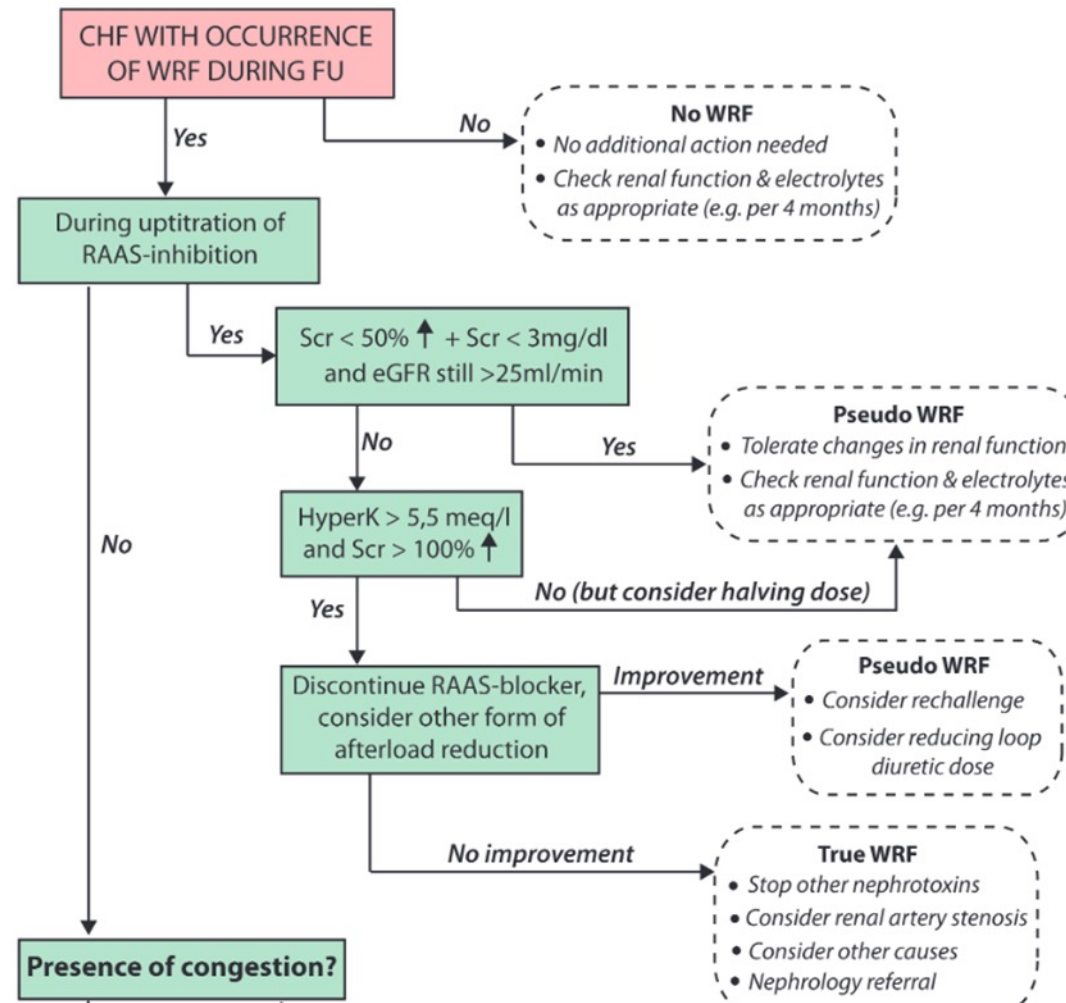 CHF WITH OCCURRENCE
OF WRF DURING FU
Yes
No
No WRF
• No additional action needed
• Check renal function & electrolytes
as appropriate (e.g. per 4 months)
During uptitration of
RAAS-inhibition
Yes
Scr < 50% ↑ + Scr < 3mg/dl
and eGFR still >25ml/min
No
Yes
Pseudo WRF
• Tolerate changes in renal function
• Check renal function & electrolytes
as appropriate (e.g. per 4 months)
No
HyperK > 5,5 meq/l
and Scr > 100% ↑
No (but consider halving dose)
Yes
Discontinue RAAS-blocker,
consider other form of
afterload reduction
Improvement
Pseudo WRF
• Consider rechallenge
• Consider reducing loop
diuretic dose
No improvement
True WRF
• Stop other nephrotoxins
• Consider renal artery stenosis
• Consider other causes
• Nephrology referral
Presence of congestion?